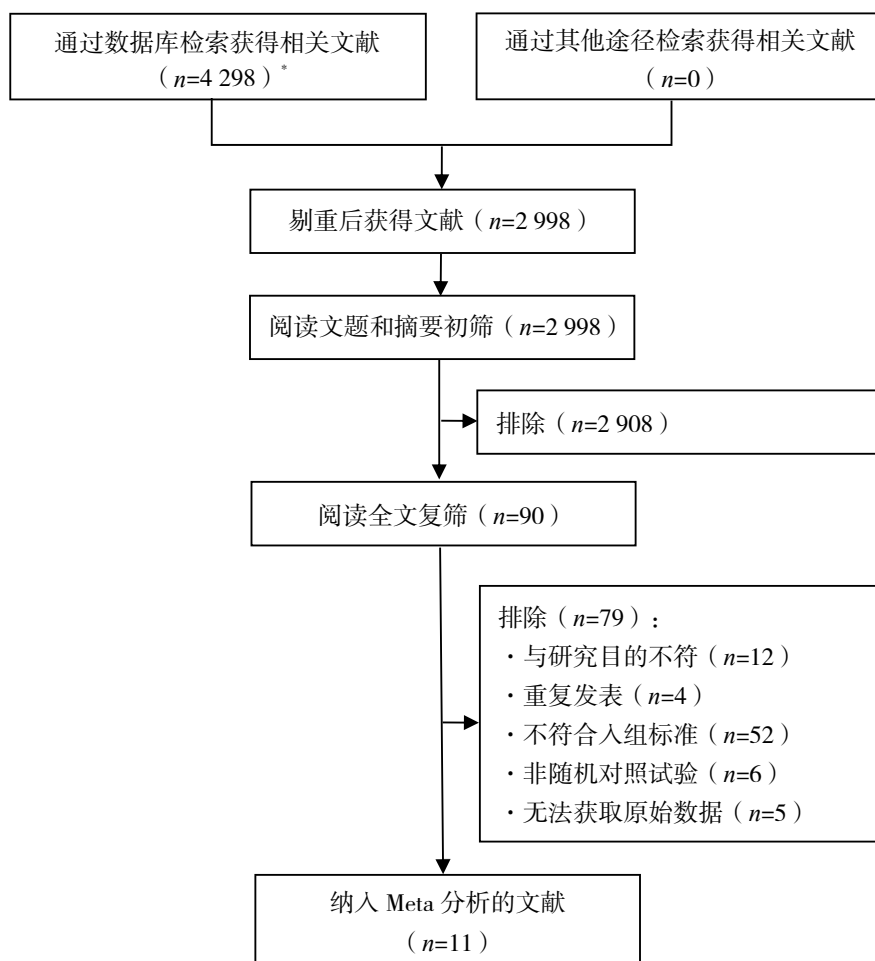 通过数据库检索获得相关文献
（n=4 298）*
通过其他途径检索获得相关文献
（n=0）
剔重后获得文献（n=2 998）
阅读文题和摘要初筛（n=2 998）
排除（n=2 908）
阅读全文复筛（n=90）
排除（n=79）：
·与研究目的不符（n=12）
·重复发表（n=4）
·不符合入组标准（n=52）
·非随机对照试验（n=6）
·无法获取原始数据（n=5）
纳入 Meta 分析的文献
（n=11）